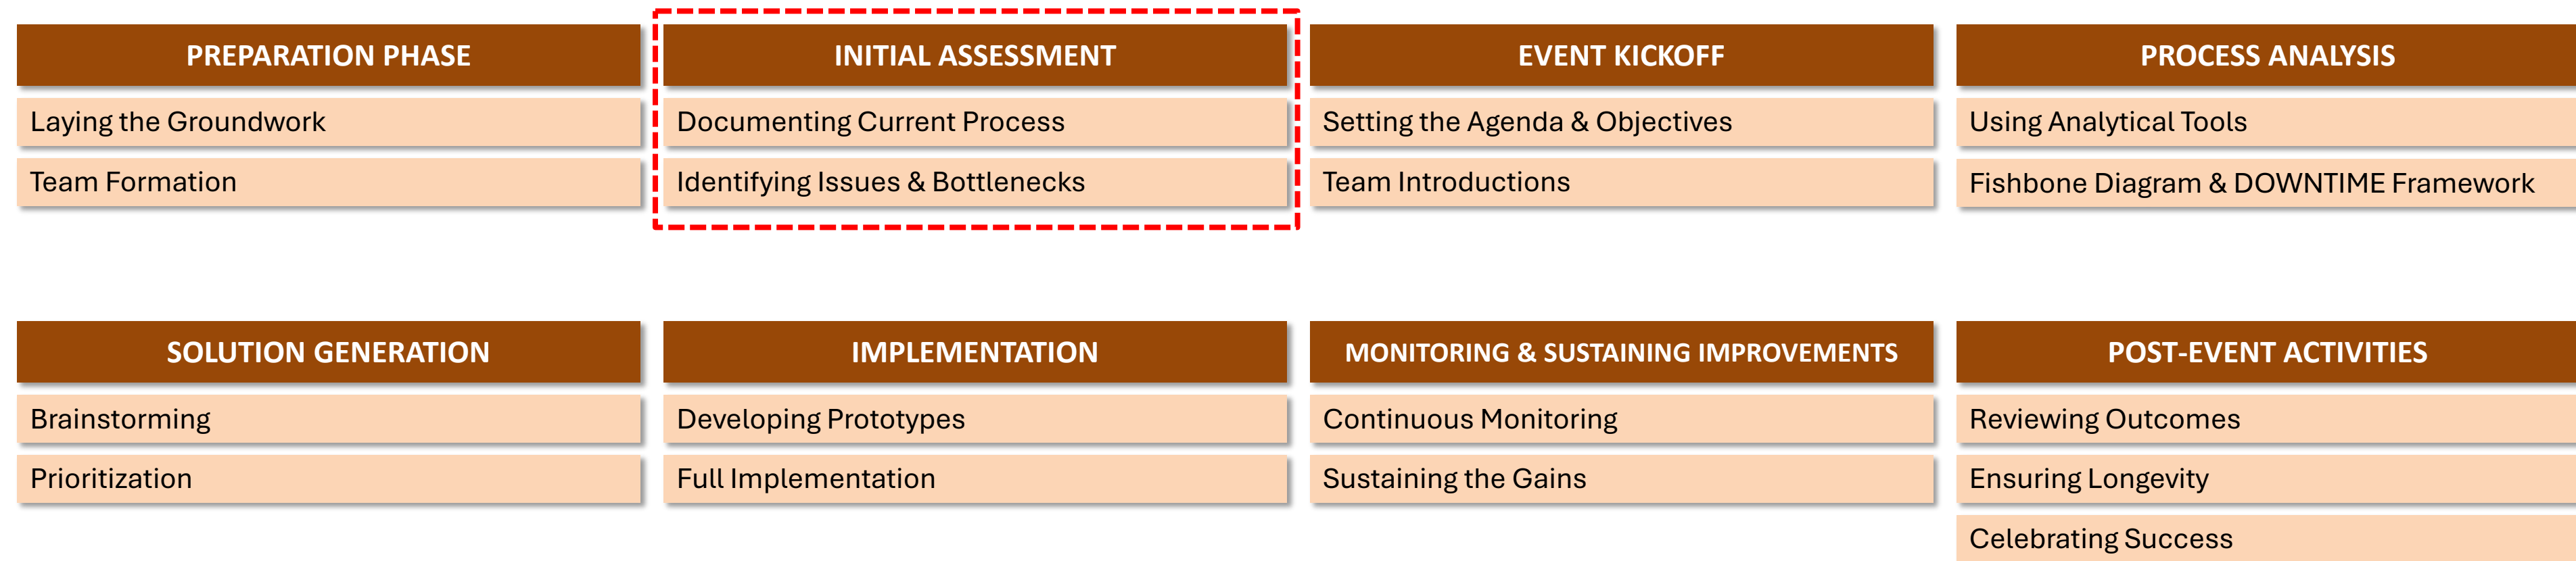 PREPARATION PHASE
Laying the Groundwork
Team Formation
INITIAL ASSESSMENT
Documenting Current Process
Identifying Issues & Bottlenecks
EVENT KICKOFF
Setting the Agenda & Objectives
Team Introductions
PROCESS ANALYSIS
Using Analytical Tools
Fishbone Diagram & DOWNTIME Framework
SOLUTION GENERATION
Brainstorming
Prioritization
IMPLEMENTATION
Developing Prototypes
Full Implementation
MONITORING & SUSTAINING IMPROVEMENTS
Continuous Monitoring
Sustaining the Gains
POST-EVENT ACTIVITIES
Reviewing Outcomes
Ensuring Longevity
Celebrating Success